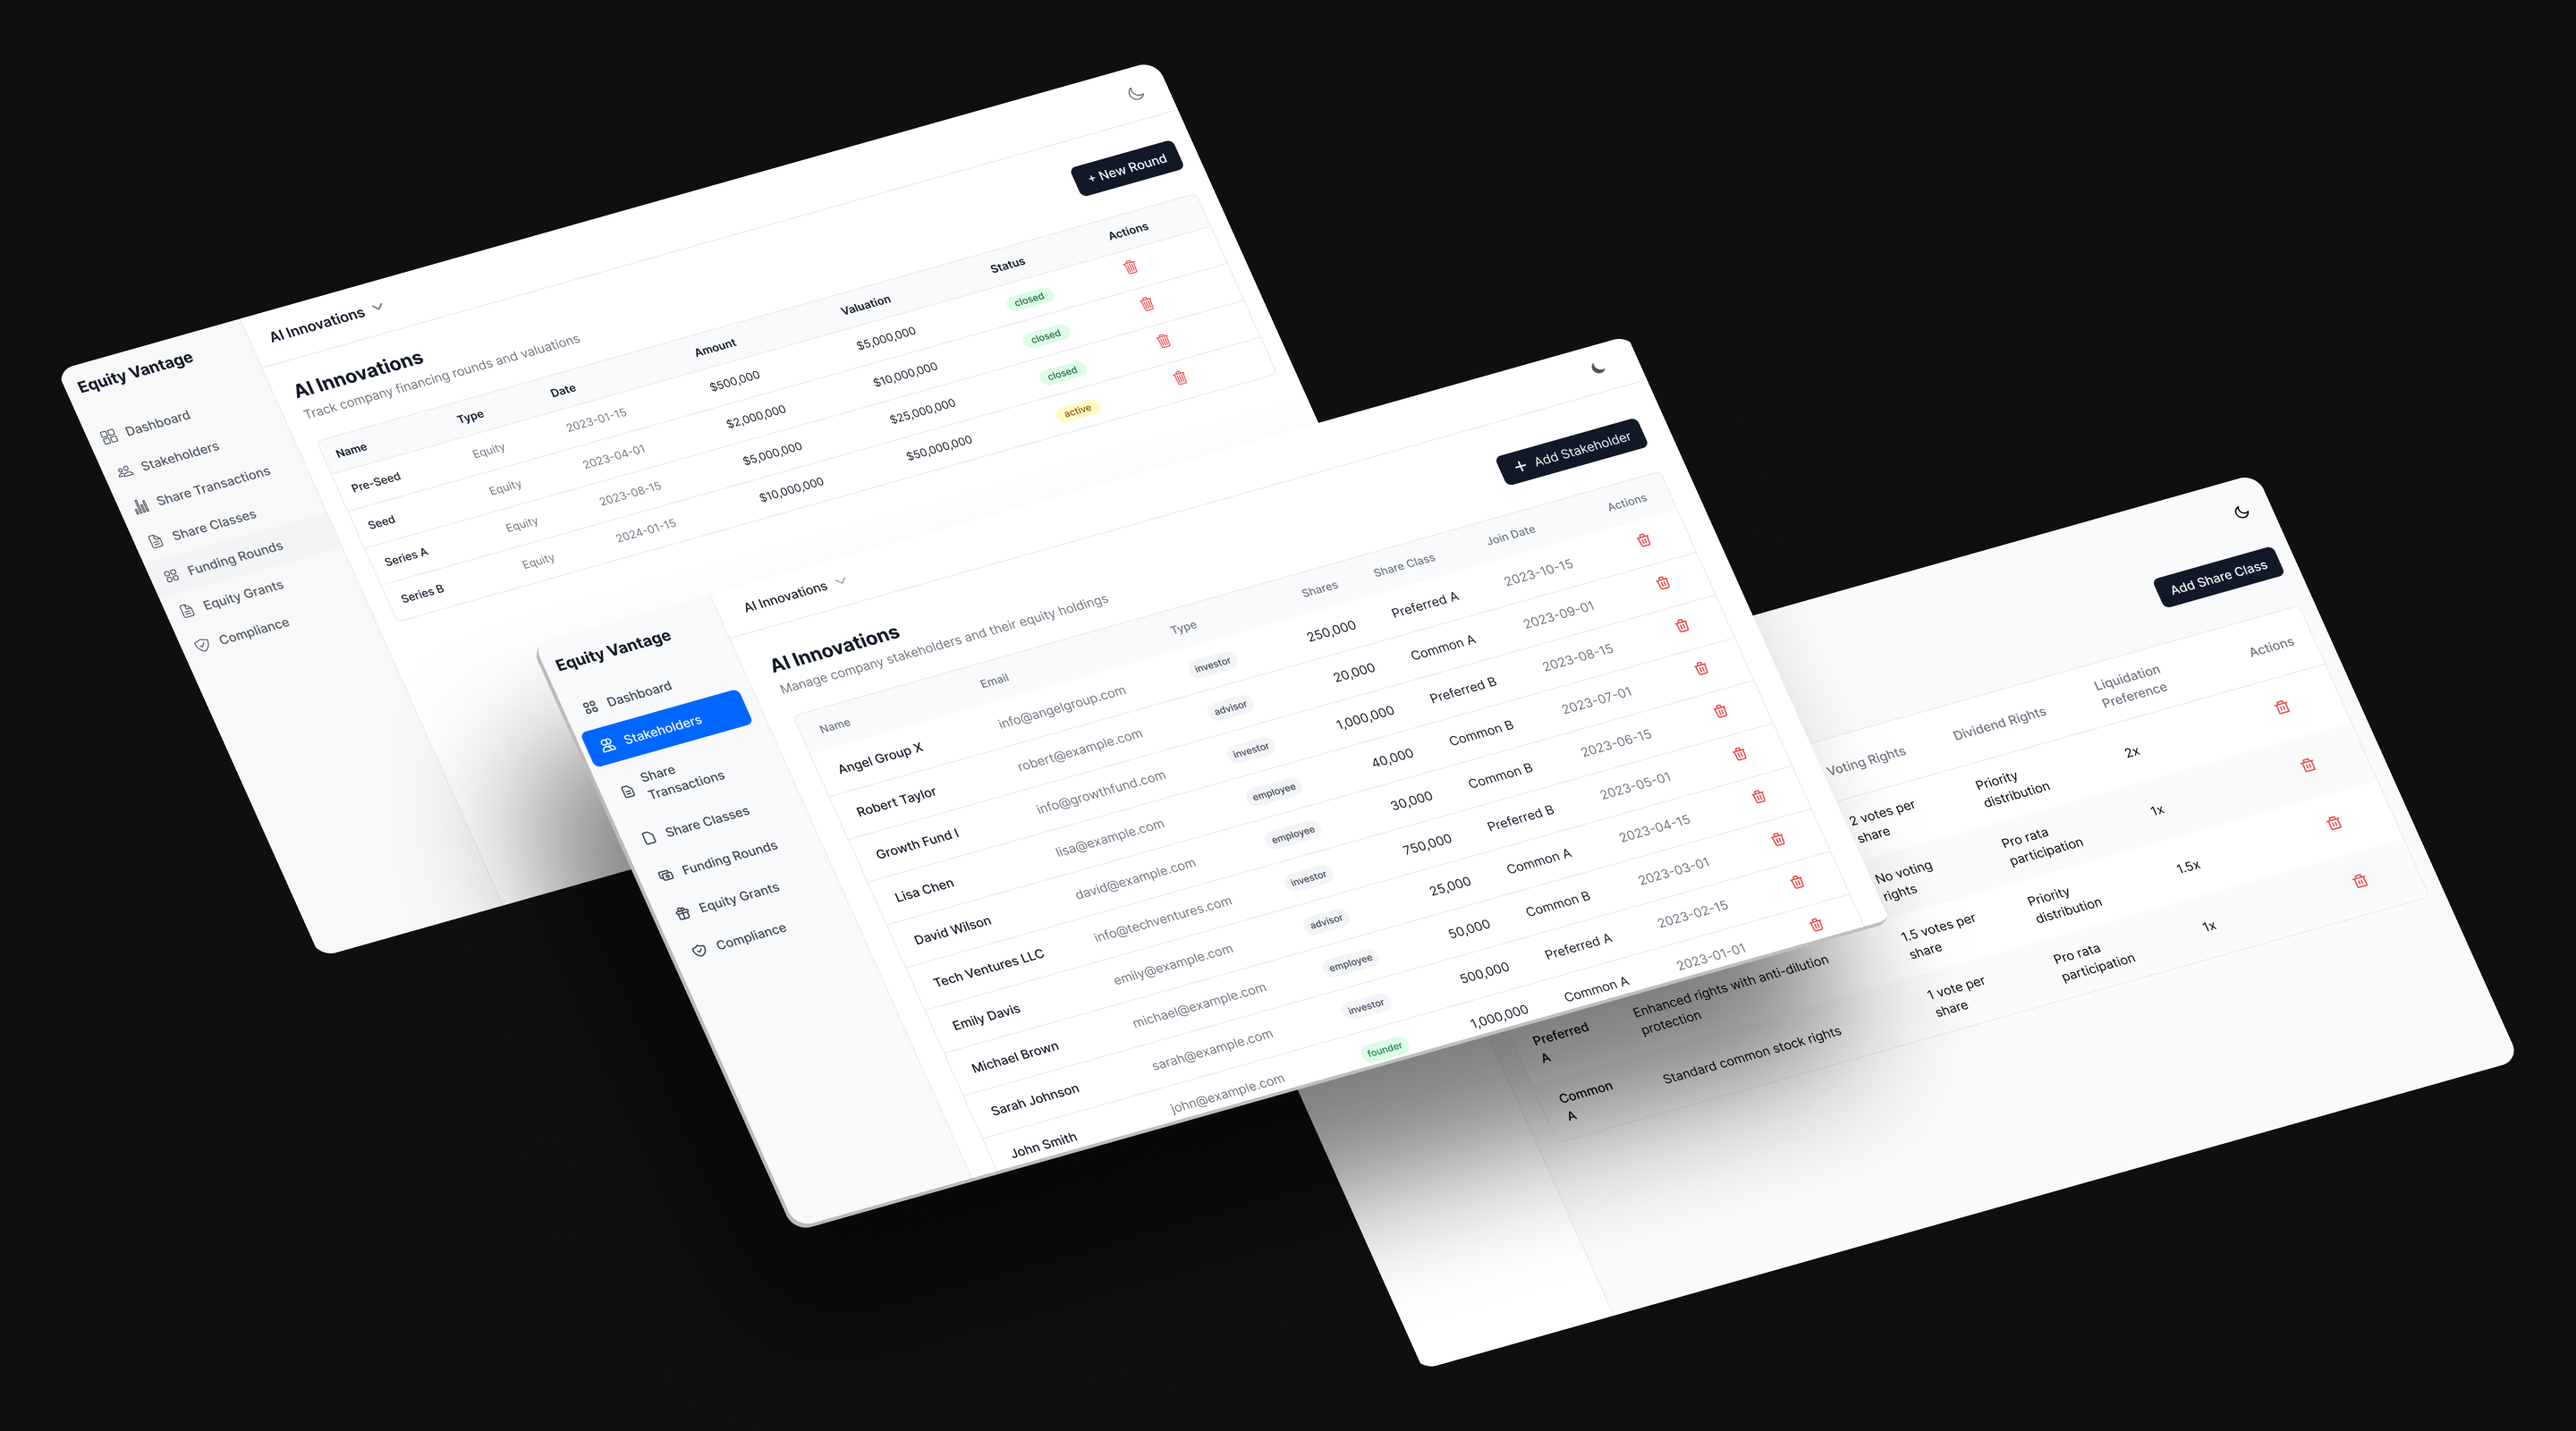 Equity Vantage
Dashboard
Stakeholders
Share Transactions
Share Classes
Funding Rounds
Equity Grants
Compliance
AI Innovations
AI Innovations
Track company financing rounds and valuations
+ New Round
Name Type Date Amount Valuation Status Actions
Pre-Seed Equity 2023-01-15 $500,000 $5,000,000 closed
Seed Equity 2023-04-01 $2,000,000 $10,000,000 closed
Series A Equity 2023-08-15 $5,000,000 $25,000,000 closed
Series B Equity 2024-01-15 $10,000,000 $50,000,000 active
Equity Vantage
Dashboard
Stakeholders
Share
Transactions
Share Classes
Funding Rounds
Equity Grants
Compliance
AI Innovations
AI Innovations
Manage company stakeholders and their equity holdings
+ Add Stakeholder
Name Email Type Shares Share Class Join Date Actions
Angel Group X info@angelgroup.com investor 250,000 Preferred A 2023-10-15
Robert Taylor robert@example.com advisor 20,000 Common A 2023-09-01
Growth Fund I info@growthfund.com investor 1,000,000 Preferred B 2023-08-15
Lisa Chen lisa@example.com employee 40,000 Common B 2023-07-01
David Wilson david@example.com employee 30,000 Common B 2023-06-15
Tech Ventures LLC info@techventures.com investor 750,000 Preferred B 2023-05-01
Emily Davis emily@example.com advisor 25,000 Common A 2023-04-15
Michael Brown michael@example.com employee 50,000 Common B 2023-03-01
Sarah Johnson sarah@example.com investor 500,000 Preferred A 2023-02-15
John Smith john@example.com founder 1,000,000 Common A 2023-01-01
Add Share Class
Voting Rights Dividend Rights Liquidation
Preference Actions
2 votes per
share Priority
distribution 2x
No voting
rights Pro rata
participation 1x
Preferred
A Enhanced rights with anti-dilution
protection 1.5 votes per
share Priority
distribution 1.5x
Common
A Standard common stock rights 1 vote per
share Pro rata
participation 1x